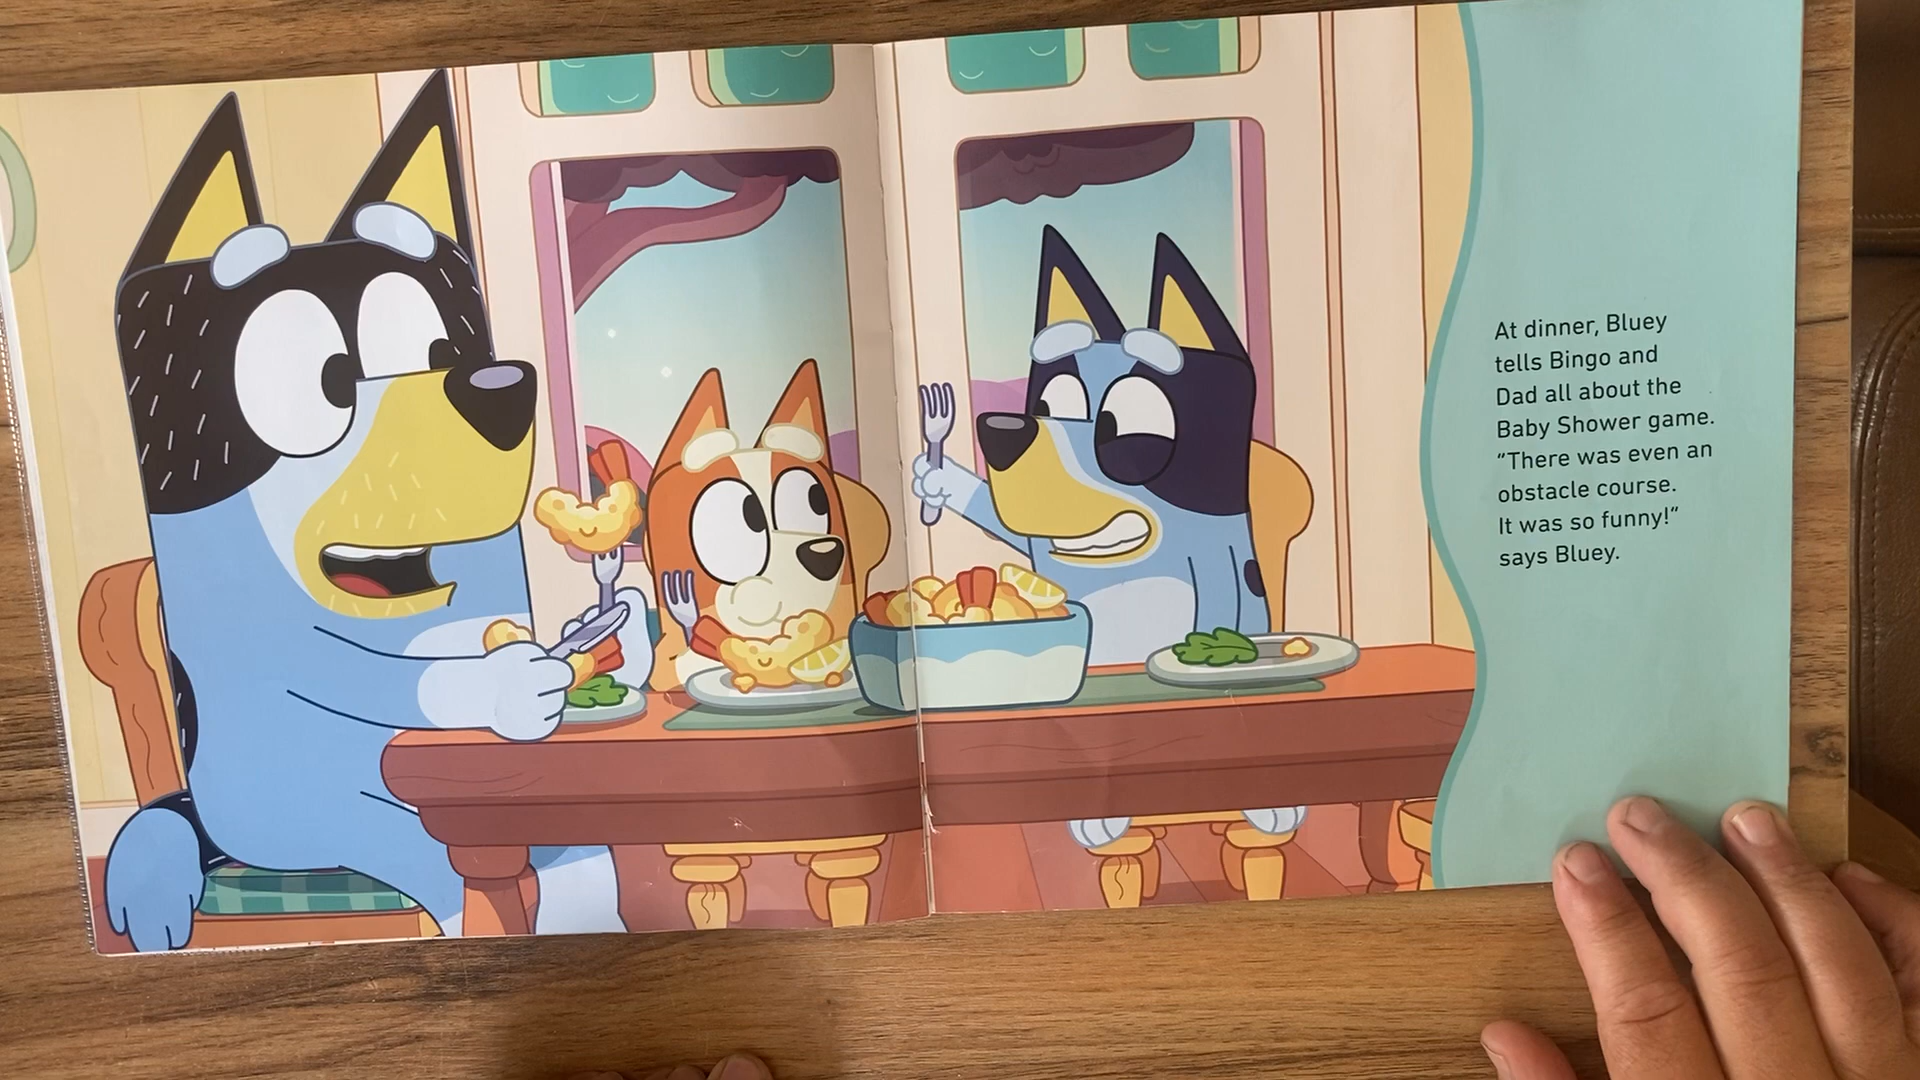 At dinner, Bluey
tells Bingo and
Dad all about the
Baby Shower game.
“There was even an
obstacle course.
It was so funny!”
says Bluey.